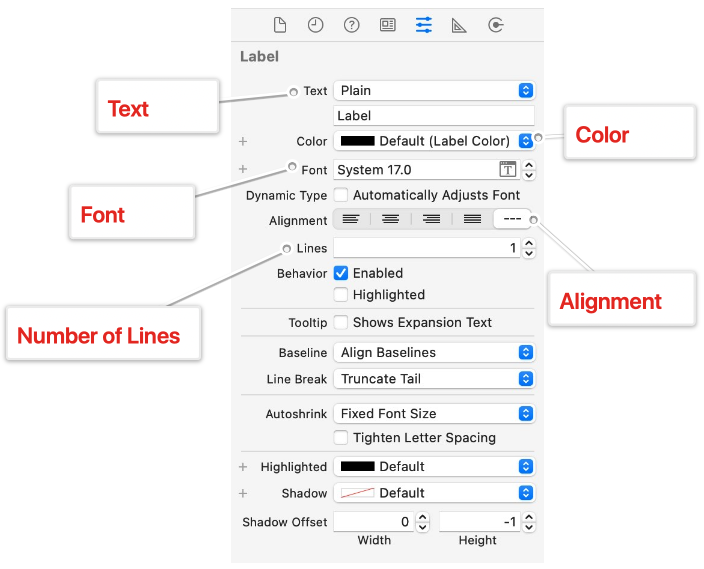 Label
Text
Text Plain
Label
Color Default (Label Color)
Color
Font System 17.0 T
Font
Dynamic Type Automatically Adjusts Font
Alignment ---
Lines 1
Behavior Enabled
Highlighted
Alignment
Number of Lines
Tooltip Shows Expansion Text
Baseline Align Baselines
Line Break Truncate Tail
Autoshrink Fixed Font Size
Tighten Letter Spacing
+ Highlighted Default
+ Shadow Default
Shadow Offset 0 -1
Width Height